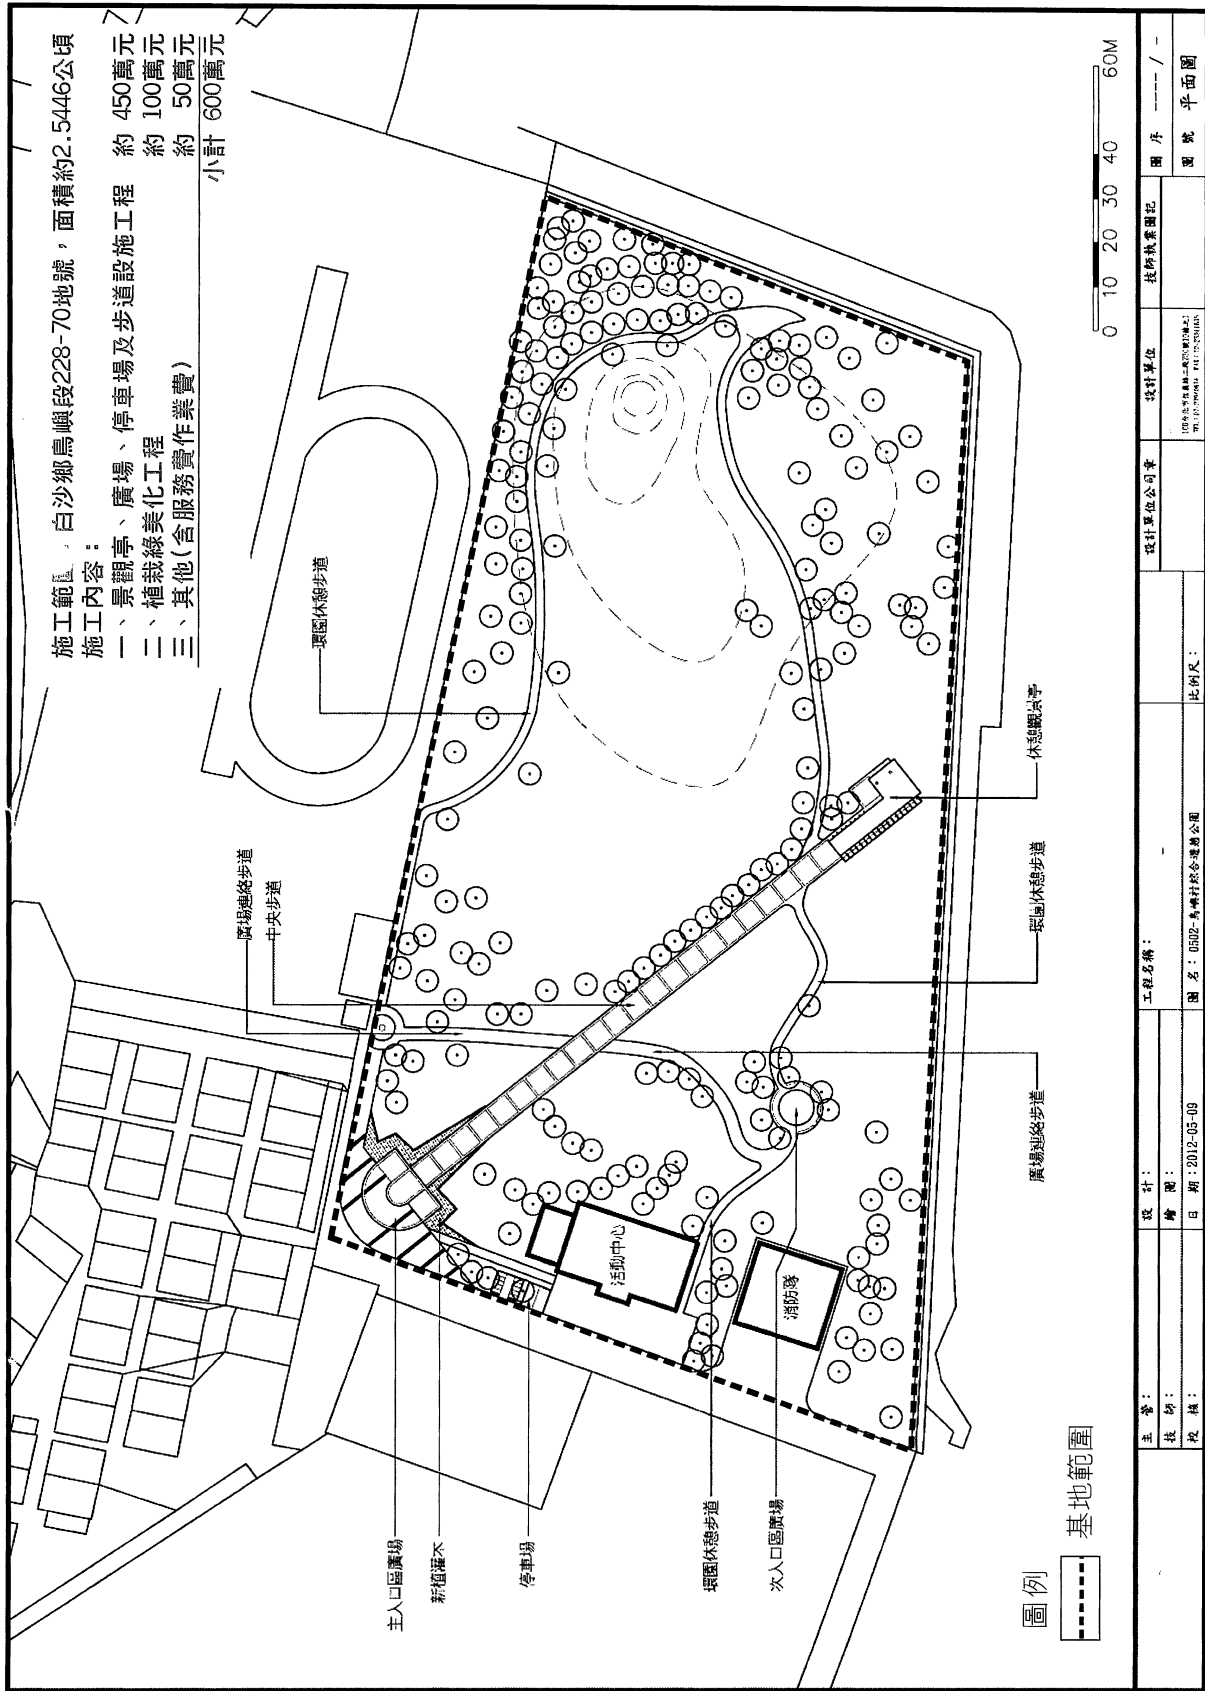 施工範區 白沙鄉鳥嶼段228-70地號，面積約2.5446公頃
施工內容：
一、景觀亭、廣場、停車場及步道設施工程 約 450萬元
二、植栽綠美化工程 約 100萬元
三、其他(含服務費作業費) 約 50萬元
小計 600萬元
環園休憩步道
廣場連絡步道
中央步道
主入口區廣場
新植灌木
停車場
活動中心
消防隊
環園休憩步道
次入口區廣場
廣場連絡步道
環園休憩步道
休憩觀景亭
0 10 20 30 40 60M
圖例
基地範圍
主 管：
技 師：
校 核：
設 計：
繪 圖：
日 期：2012-05-09
工程名稱：
-
圖 名：0502-鳥嶼村綜合運動公園
比例尺：
設計單位公司章
設計單位
技師執業圖記
圖 序 ---- / -
圖 號 平面圖